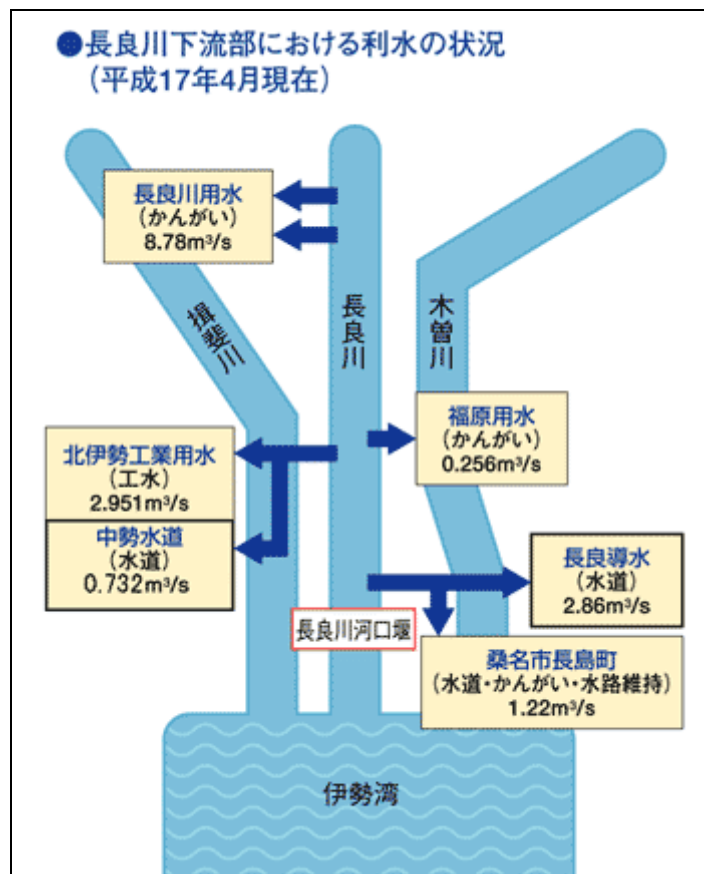 ●長良川下流部における利水の状況
(平成17年4月現在)
長良川用水
(かんがい)
8.78m³/s
揖斐川
長良川
木曽川
福原用水
(かんがい)
0.256m³/s
北伊勢工業用水
(工水)
2.951m³/s
中勢水道
(水道)
0.732m³/s
長良導水
(水道)
2.86m³/s
長良川河口堰
桑名市長島町
(水道・かんがい・水路維持)
1.22m³/s
伊勢湾